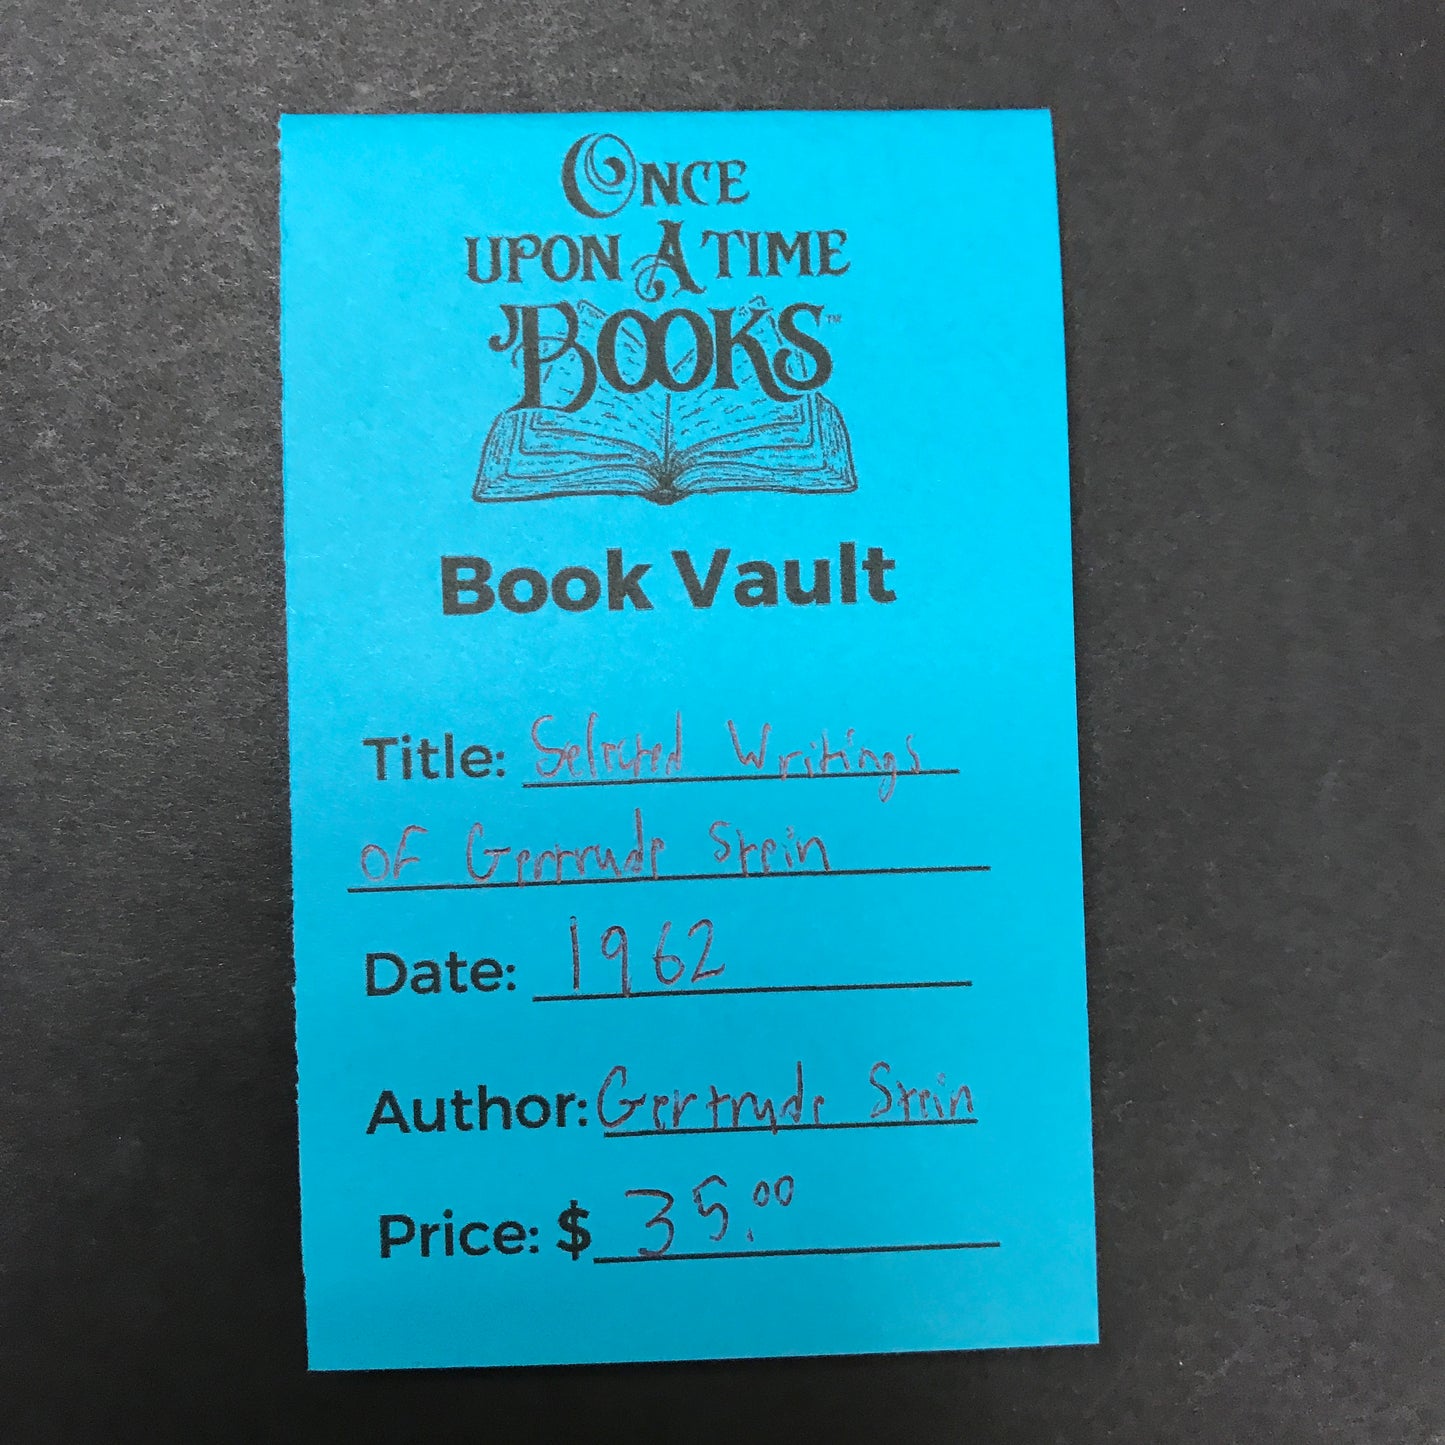 ONCE
UPON A TIME
BOOKS™
Book Vault
Title: Selected Writings
of Gertrude Stein
Date: 1962
Author: Gertrude Stein
Price: $ 35.00